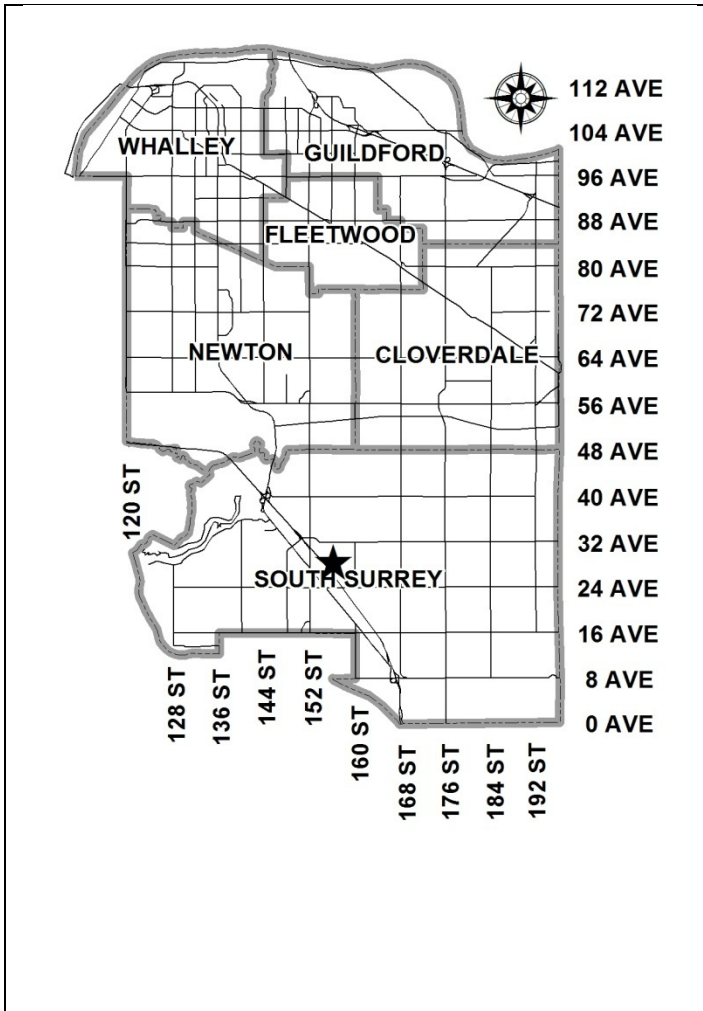 112 AVE
104 AVE
WHALLEY
GUILDFORD
96 AVE
88 AVE
FLEETWOOD
80 AVE
72 AVE
NEWTON
CLOVERDALE
64 AVE
56 AVE
48 AVE
120 ST
40 AVE
32 AVE
SOUTH SURREY
24 AVE
16 AVE
8 AVE
0 AVE
128 ST
136 ST
144 ST
152 ST
160 ST
168 ST
176 ST
184 ST
192 ST